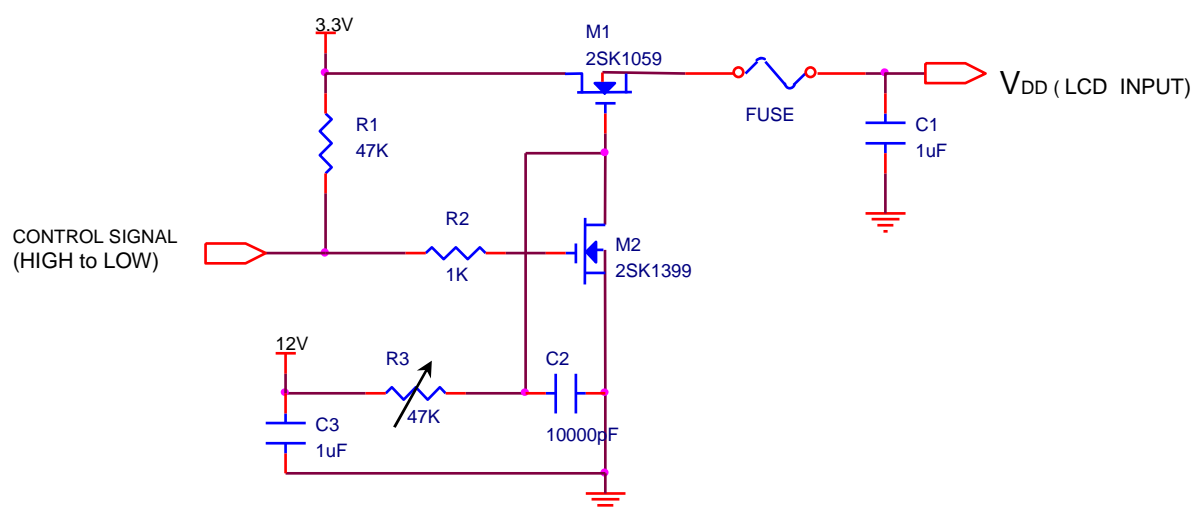 3.3V
M1
2SK1059
FUSE
VDD ( LCD INPUT)
R1
47K
C1
1uF
CONTROL SIGNAL
(HIGH to LOW)
R2
1K
M2
2SK1399
12V
R3
47K
C2
10000pF
C3
1uF